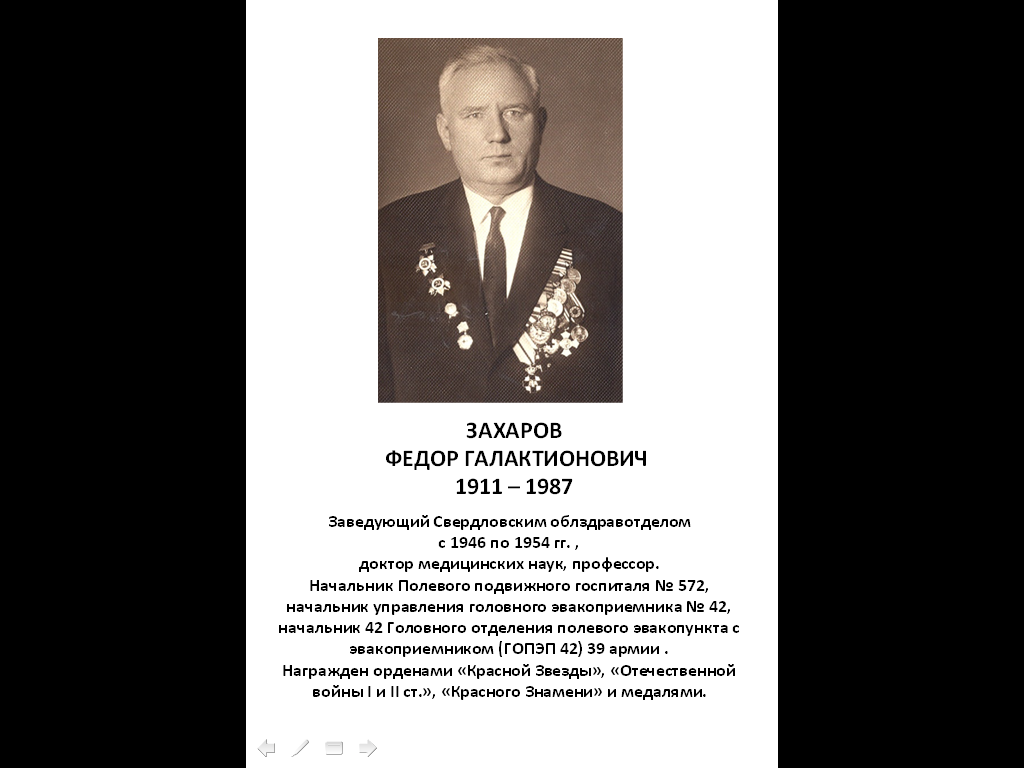 ЗАХАРОВ
ФЕДОР ГАЛАКТИОНОВИЧ
1911 – 1987
Заведующий Свердловским облздравотделом
с 1946 по 1954 гг. ,
доктор медицинских наук, профессор.
Начальник Полевого подвижного госпиталя № 572,
начальник управления головного эвакоприемника № 42,
начальник 42 Головного отделения полевого эвакопункта с
эвакоприемником (ГОПЭП 42) 39 армии .
Награжден орденами «Красной Звезды», «Отечественной
войны I и II ст.», «Красного Знамени» и медалями.